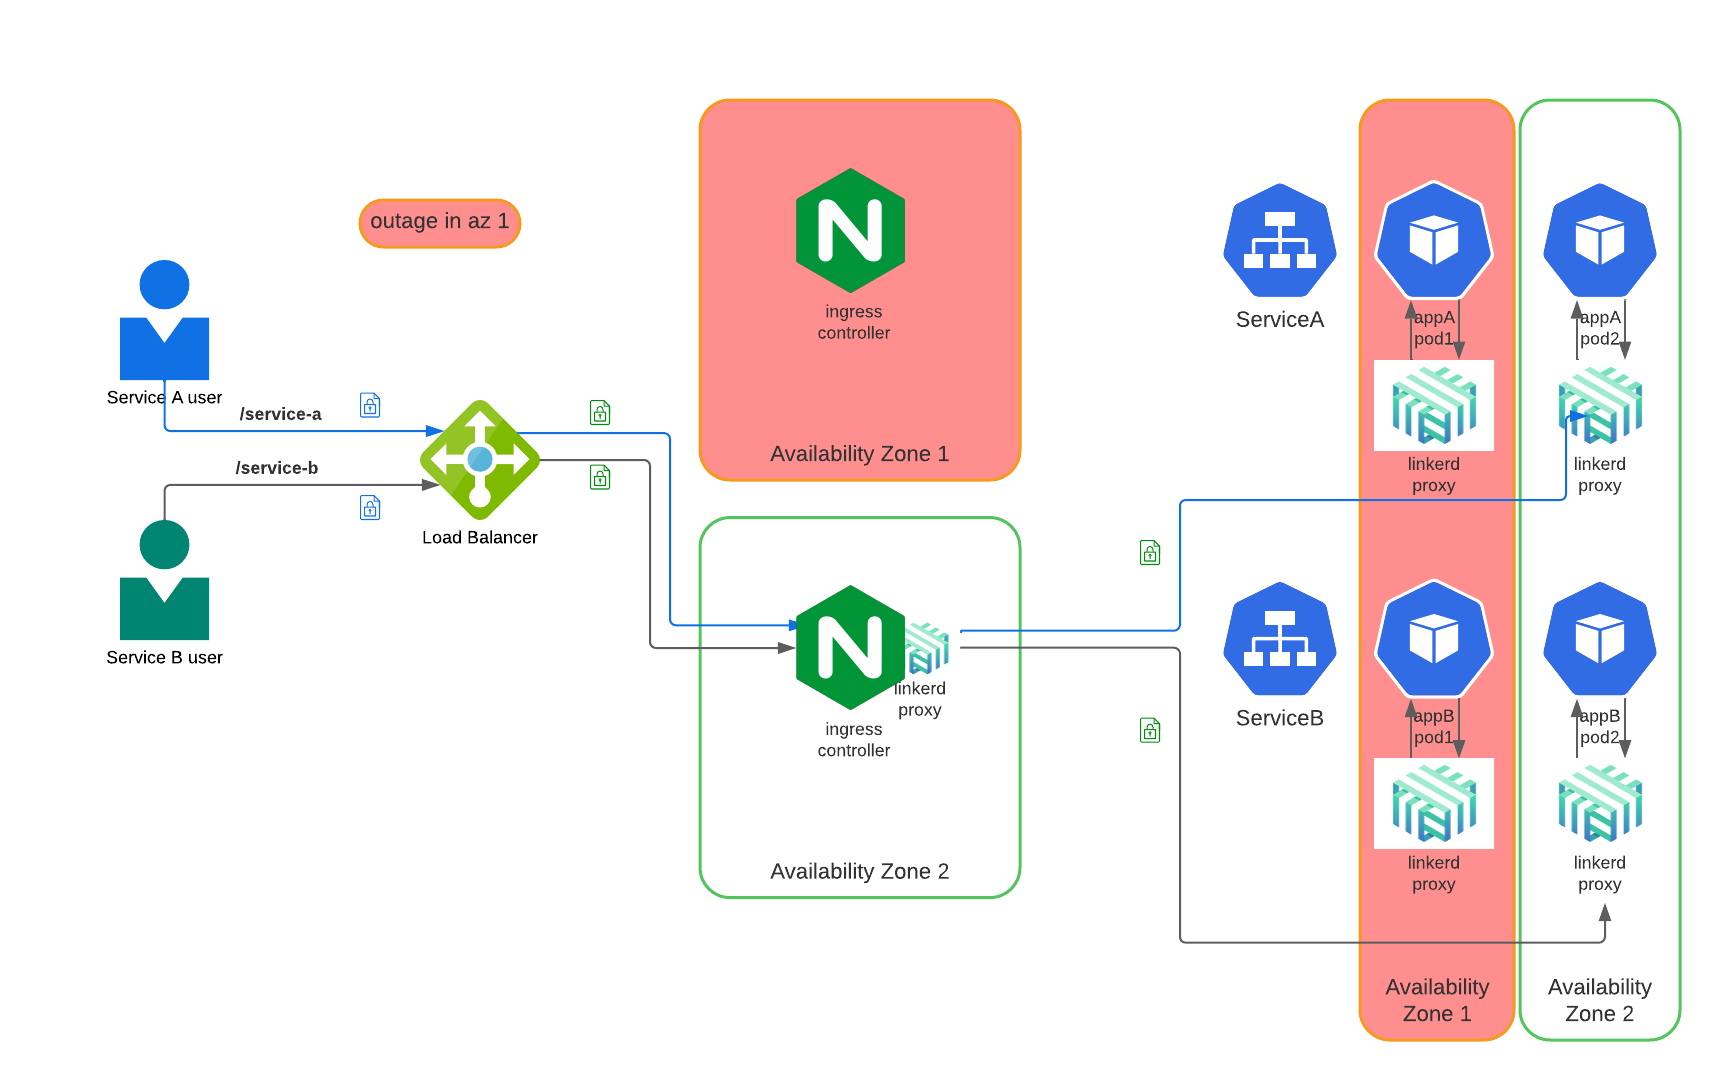 outage in az 1
Service A user
/service-a
/service-b
Load Balancer
Service B user
ingress
controller
Availability Zone 1
linkerd
proxy
ingress
controller
Availability Zone 2
ServiceA
appA
pod1
appA
pod2
linkerd
proxy
linkerd
proxy
ServiceB
appB
pod1
appB
pod2
linkerd
proxy
linkerd
proxy
Availability
Zone 1
Availability
Zone 2